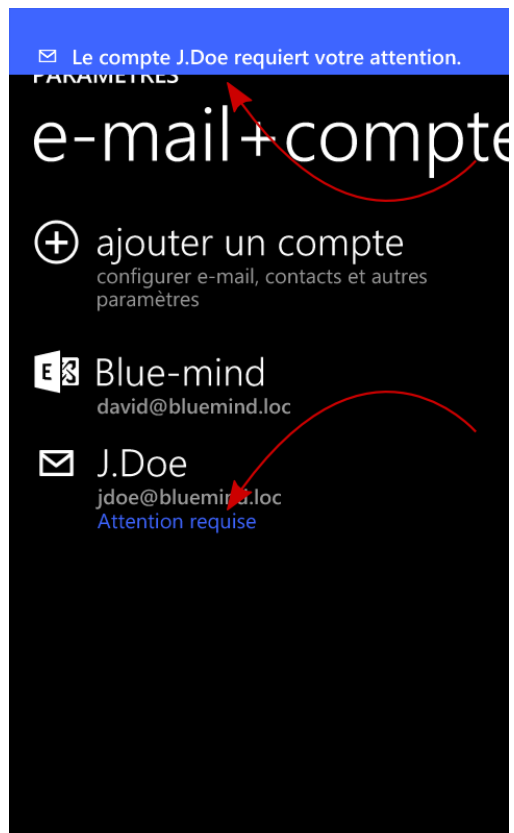 Le compte J.Doe requiert votre attention.
PARAMÈTRES
e-mail+compte
ajouter un compte
configurer e-mail, contacts et autres
paramètres
E
Blue-mind
david@bluemind.loc
J.Doe
jdoe@bluemind.loc
Attention requise